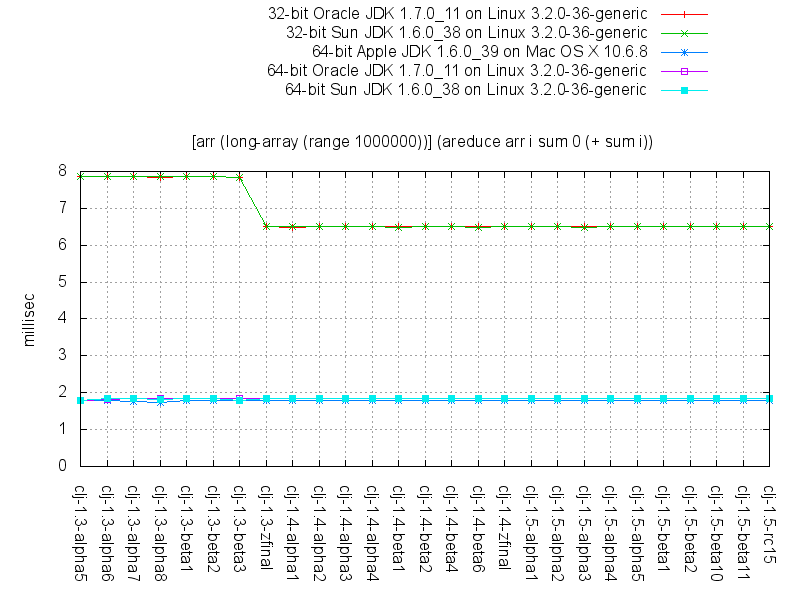 32-bit Oracle JDK 1.7.0_11 on Linux 3.2.0-36-generic
32-bit Sun JDK 1.6.0_38 on Linux 3.2.0-36-generic
64-bit Apple JDK 1.6.0_39 on Mac OS X 10.6.8
64-bit Oracle JDK 1.7.0_11 on Linux 3.2.0-36-generic
64-bit Sun JDK 1.6.0_38 on Linux 3.2.0-36-generic
[arr (long-array (range 1000000))] (areduce arr i sum 0 (+ sum i))
millisec
8
7
6
5
4
3
2
1
0
clj-1.3-alpha5
clj-1.3-alpha6
clj-1.3-alpha7
clj-1.3-alpha8
clj-1.3-beta1
clj-1.3-beta2
clj-1.3-beta3
clj-1.3-zfinal
clj-1.4-alpha1
clj-1.4-alpha2
clj-1.4-alpha3
clj-1.4-alpha4
clj-1.4-beta1
clj-1.4-beta2
clj-1.4-beta4
clj-1.4-beta6
clj-1.4-zfinal
clj-1.5-alpha1
clj-1.5-alpha2
clj-1.5-alpha3
clj-1.5-alpha4
clj-1.5-alpha5
clj-1.5-beta1
clj-1.5-beta2
clj-1.5-beta10
clj-1.5-beta11
clj-1.5-rc15